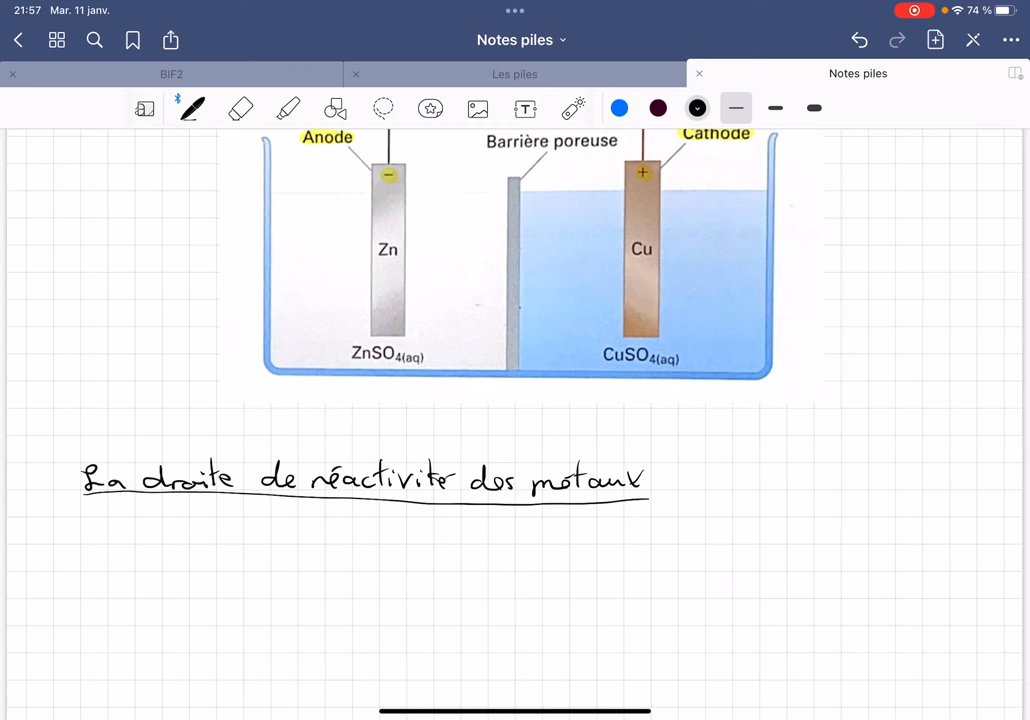 21:57 Mar. 11 janv.
74 %
Notes piles
BIF2
Les piles
Notes piles
T
Anode
Barrière poreuse
Cathode
−
+
Zn
Cu
ZnSO4(aq)
CuSO4(aq)
La droite de réactivité des métaux